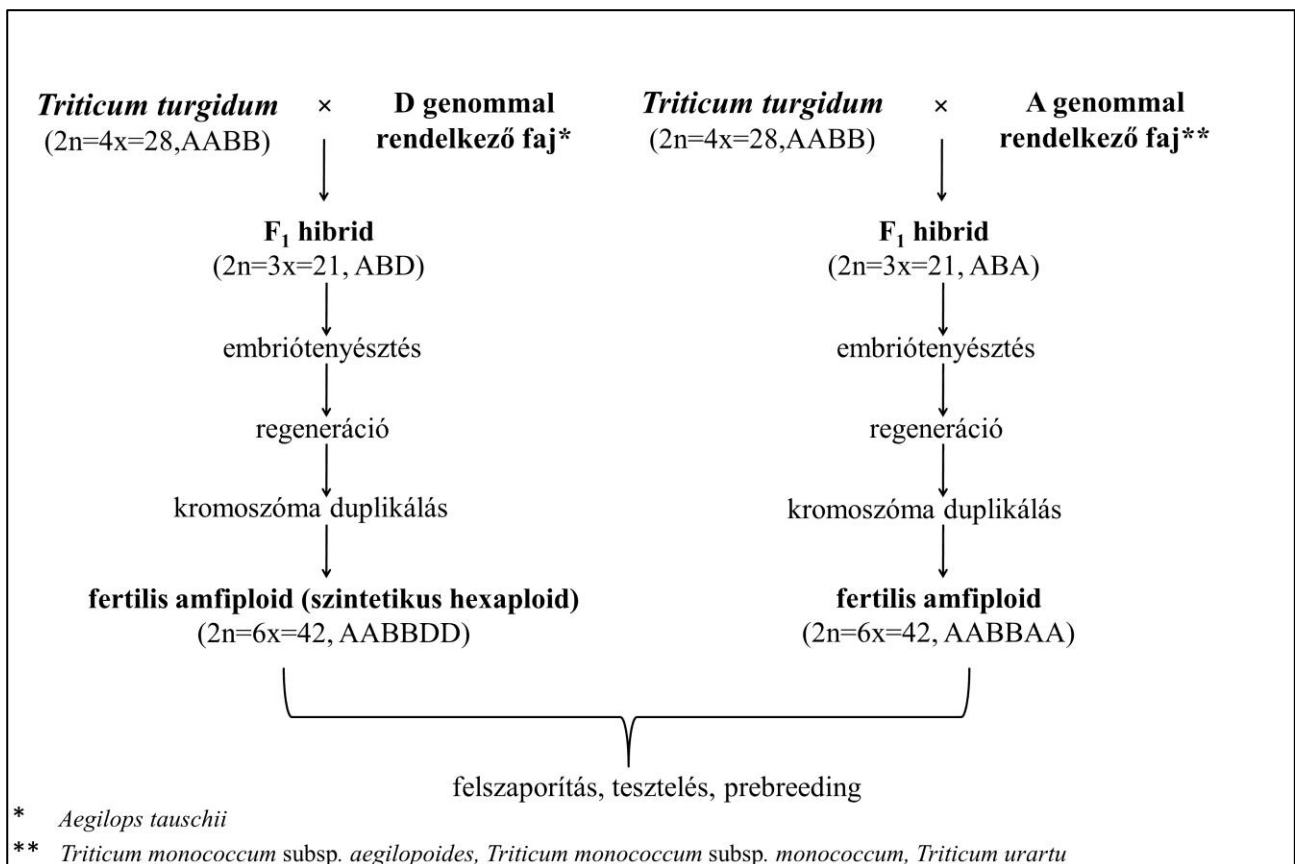 Triticum turgidum × D genommal rendelkező faj*
(2n=4x=28,AABB)
F₁ hibrid
(2n=3x=21, ABD)
embriótenyésztés
regeneráció
kromoszóma duplikálás
fertilis amfiploid (szintetikus hexaploid)
(2n=6x=42, AABBDD)
Triticum turgidum × A genommal rendelkező faj**
(2n=4x=28,AABB)
F₁ hibrid
(2n=3x=21, ABA)
embriótenyésztés
regeneráció
kromoszóma duplikálás
fertilis amfiploid
(2n=6x=42, AABBAA)
felszaporítás, tesztelés, prebreeding
* Aegilops tauschii
** Triticum monococcum subsp. aegilopoides, Triticum monococcum subsp. monococcum, Triticum urartu